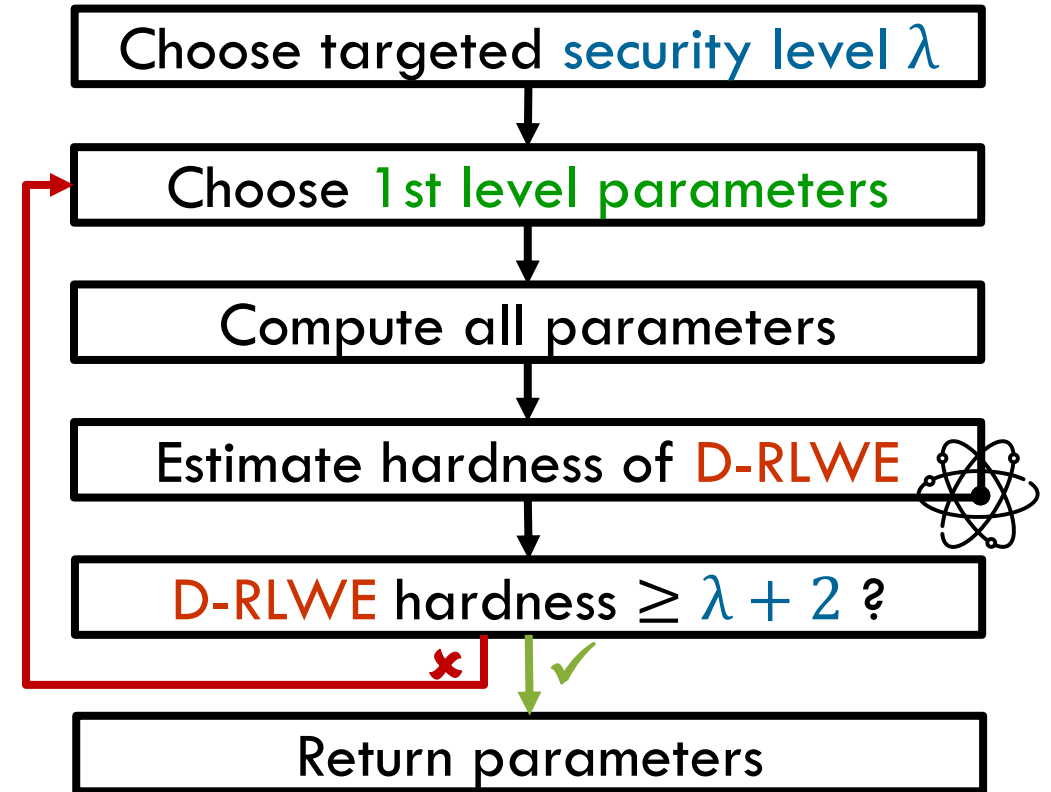 Choose targeted security level λ
Choose 1st level parameters
Compute all parameters
Estimate hardness of D-RLWE
D-RLWE hardness ≥ λ + 2 ?
✘ ✓
Return parameters